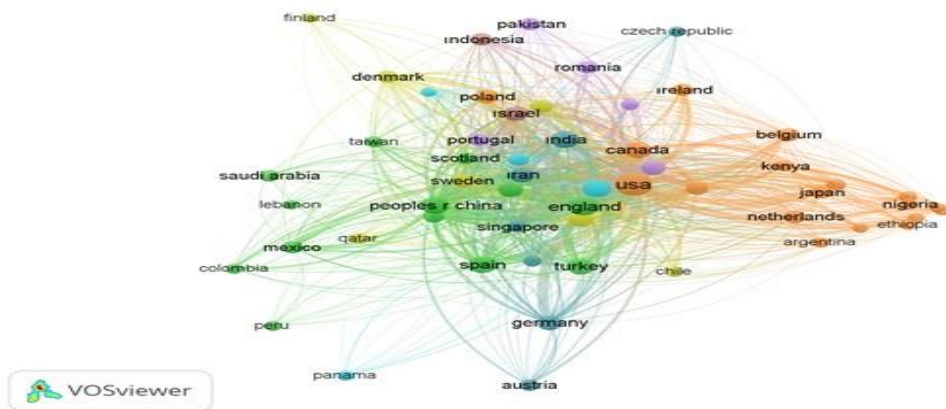 finland
pakistan
indonesia
czech republic
romania
denmark
ireland
poland
israel
belgium
taiwan
portugal
india
canada
scotland
kenya
saudi arabia
sweden
iran
usa
japan
lebanon
peoples r china
england
nigeria
netherlands
ethiopia
singapore
qatar
argentina
mexico
colombia
spain
turkey
chile
peru
germany
panama
austria
VOSviewer